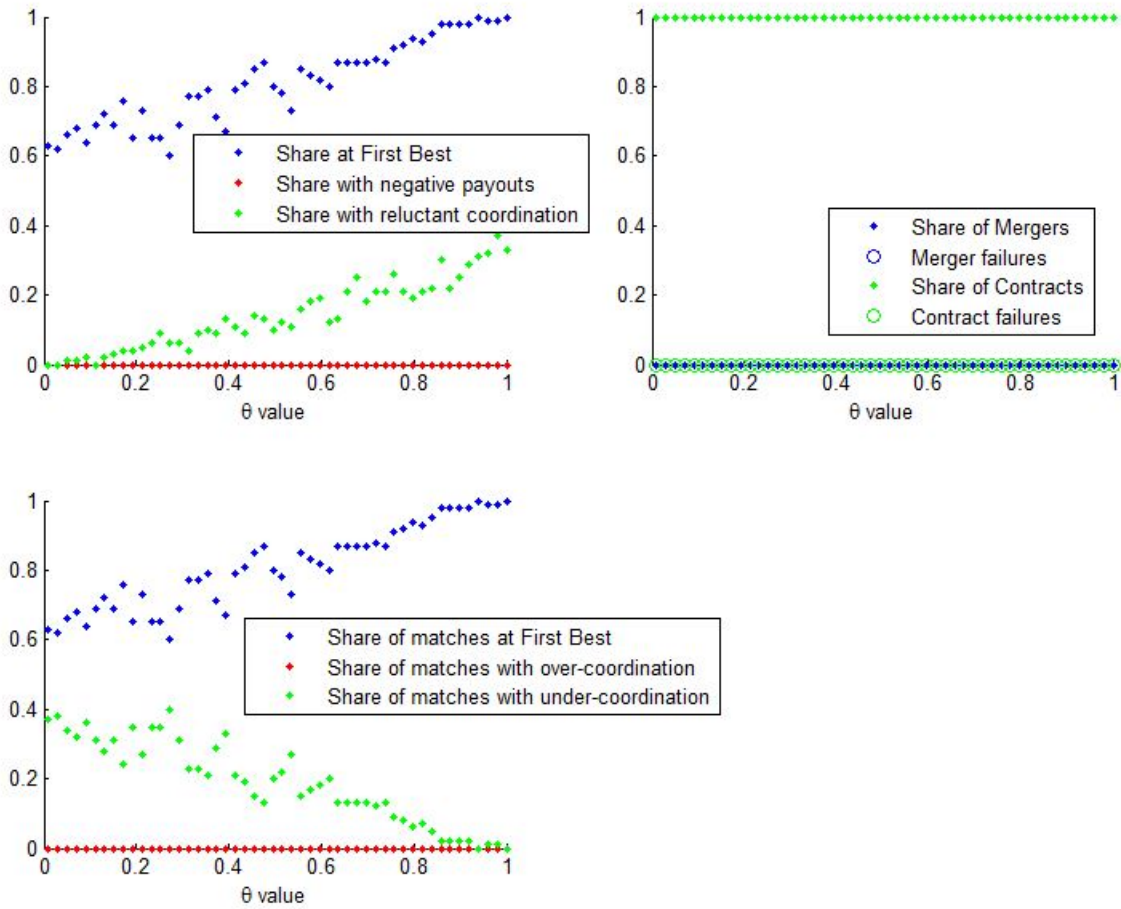 1
0.8
0.6
0.4
0.2
0
Share at First Best
Share with negative payouts
Share with reluctant coordination
0 0.2 0.4 0.6 0.8 1
θ value
1
0.8
0.6
0.4
0.2
0
Share of Mergers
Merger failures
Share of Contracts
Contract failures
0 0.2 0.4 0.6 0.8 1
θ value
1
0.8
0.6
0.4
0.2
0
Share of matches at First Best
Share of matches with over-coordination
Share of matches with under-coordination
0 0.2 0.4 0.6 0.8 1
θ value